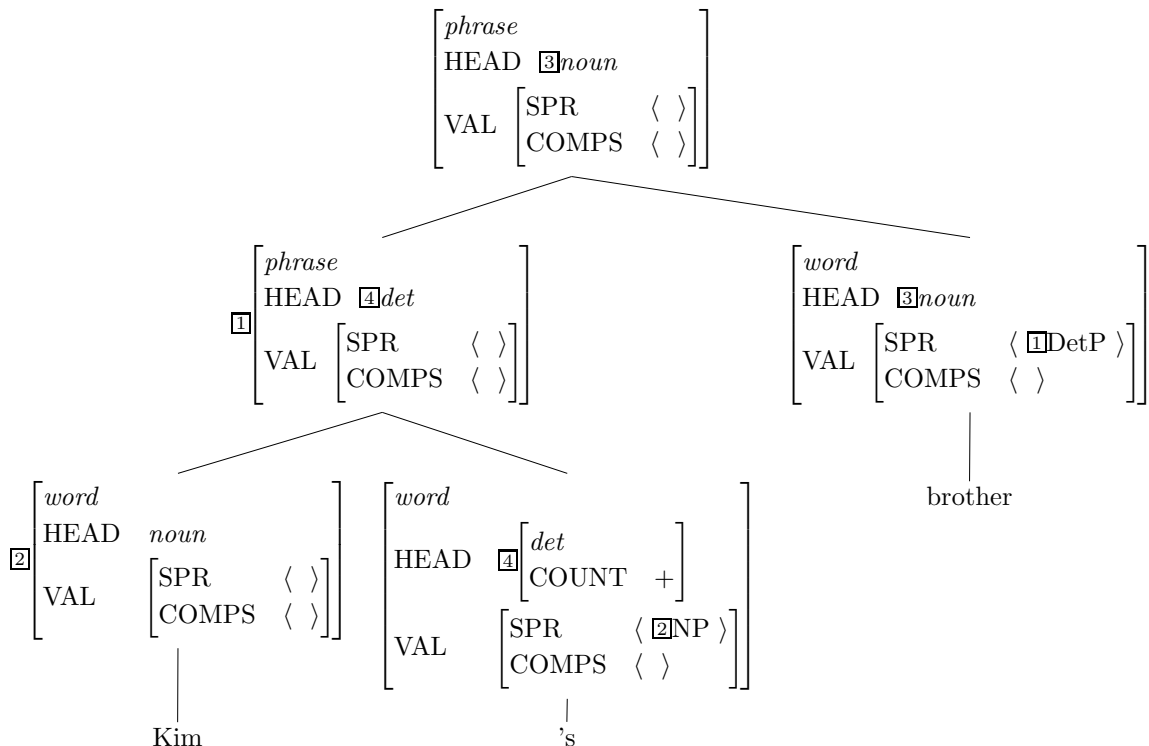 phrase
HEAD 3 noun
VAL SPR ⟨ ⟩
COMPS ⟨ ⟩
1
phrase
HEAD 4 det
VAL SPR ⟨ ⟩
COMPS ⟨ ⟩
word
HEAD 3 noun
VAL SPR ⟨ 1 DetP ⟩
COMPS ⟨ ⟩
2
word
HEAD noun
VAL SPR ⟨ ⟩
COMPS ⟨ ⟩
word
HEAD 4 det
COUNT +
VAL SPR ⟨ 2 NP ⟩
COMPS ⟨ ⟩
brother
Kim
's